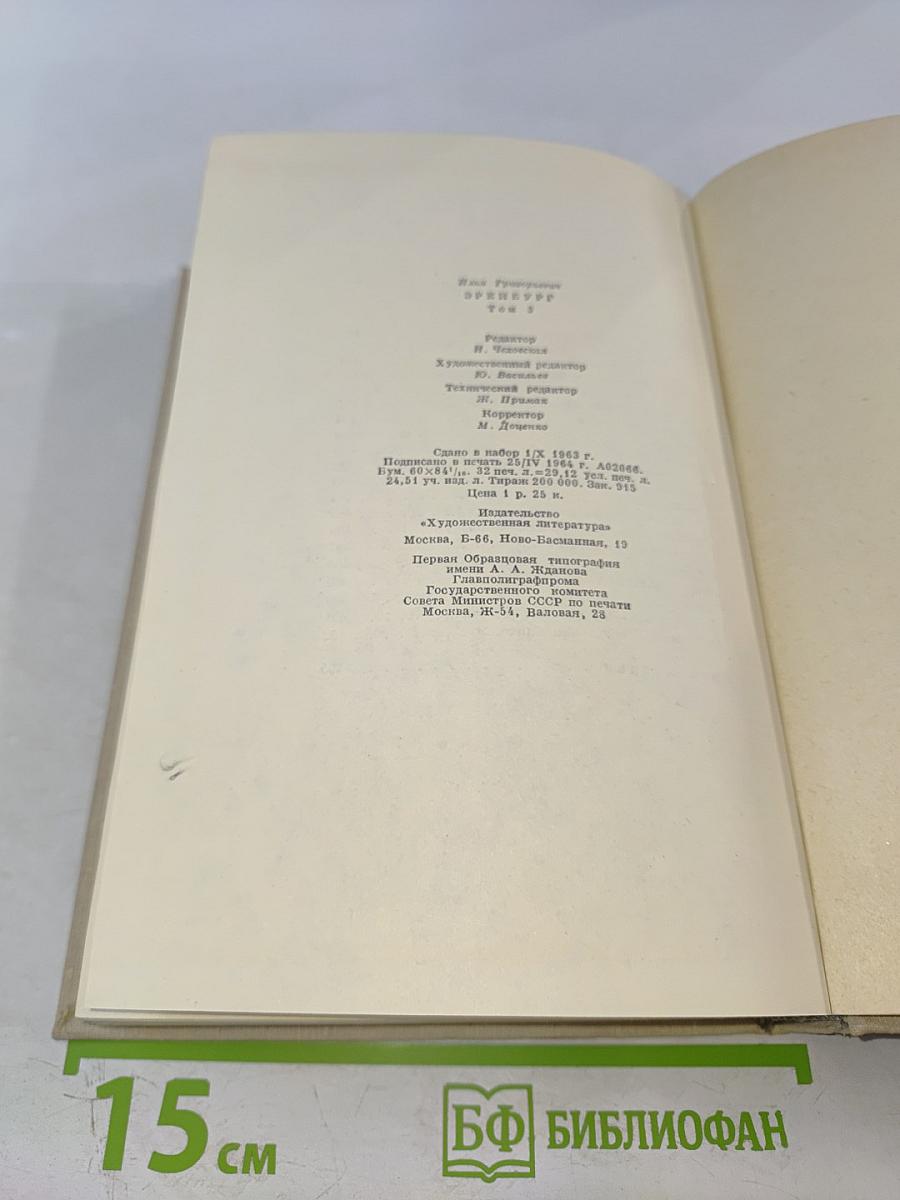 Илья Григорьевич
ЭРЕНБУРГ
Том 3
Редактор
Н. Чеховская
Художественный редактор
Ю. Васильев
Технический редактор
Ж. Примак
Корректор
М. Доценко
Сдано в набор 1/X 1963 г.
Подписано в печать 25/IV 1964 г. А02066.
Бум. 60×84¹/₁₆. 32 печ. л.=29,12 усл. печ. л.
24,51 уч. изд. л. Тираж 200 000. Зак. 915
Цена 1 р. 25 к.
Издательство
«Художественная литература»
Москва, Б-66, Ново-Басманная, 19
Первая Образцовая типография
имени А. А. Жданова
Главполиграфпрома
Государственного комитета
Совета Министров СССР по печати
Москва, Ж-54, Валовая, 28
15 см
БФ БИБЛИОФАН